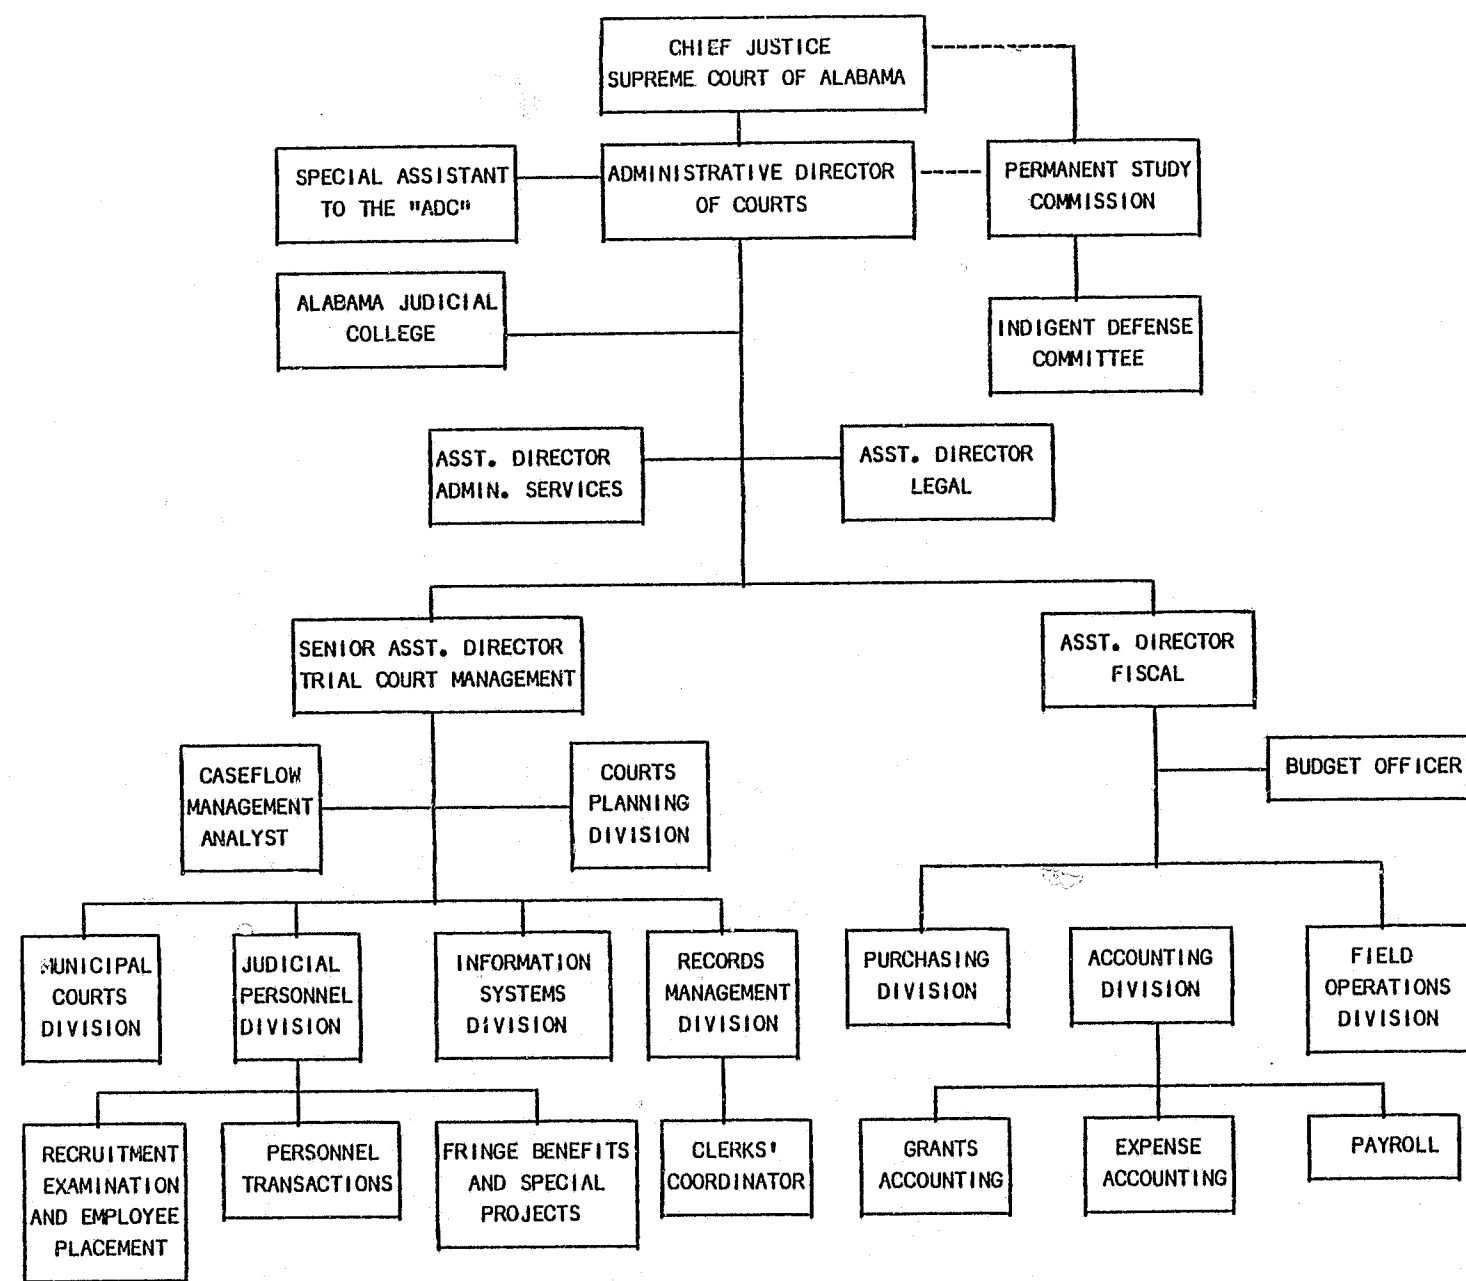 CHIEF JUSTICE
SUPREME COURT OF ALABAMA
SPECIAL ASSISTANT
TO THE "ADC"
ADMINISTRATIVE DIRECTOR
OF COURTS
PERMANENT STUDY
COMMISSION
ALABAMA JUDICIAL
COLLEGE
INDIGENT DEFENSE
COMMITTEE
ASST. DIRECTOR
ADMIN. SERVICES
ASST. DIRECTOR
LEGAL
SENIOR ASST. DIRECTOR
TRIAL COURT MANAGEMENT
ASST. DIRECTOR
FISCAL
CASEFLOW
MANAGEMENT
ANALYST
COURTS
PLANNING
DIVISION
BUDGET OFFICER
MUNICIPAL
COURTS
DIVISION
JUDICIAL
PERSONNEL
DIVISION
INFORMATION
SYSTEMS
DIVISION
RECORDS
MANAGEMENT
DIVISION
PURCHASING
DIVISION
ACCOUNTING
DIVISION
FIELD
OPERATIONS
DIVISION
RECRUITMENT
EXAMINATION
AND EMPLOYEE
PLACEMENT
PERSONNEL
TRANSACTIONS
FRINGE BENEFITS
AND SPECIAL
PROJECTS
CLERKS'
COORDINATOR
GRANTS
ACCOUNTING
EXPENSE
ACCOUNTING
PAYROLL